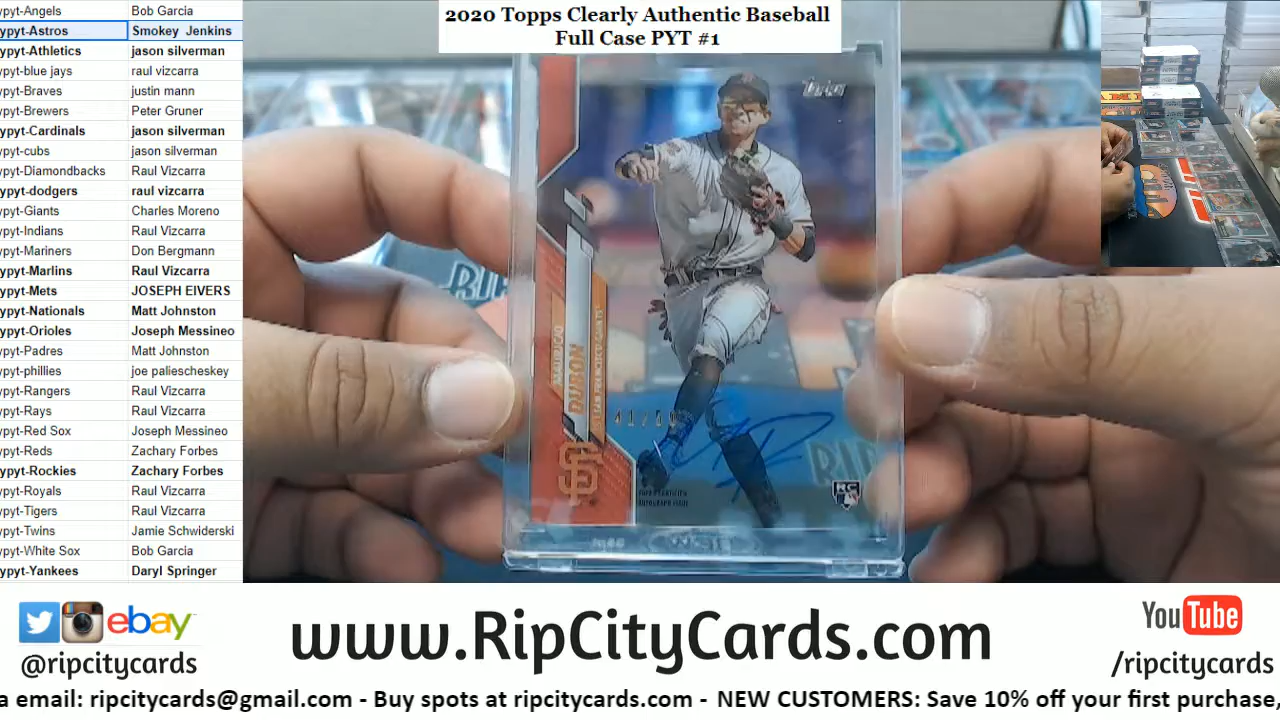 ypyt-Angels Bob Garcia
ypyt-Astros Smokey Jenkins
ypyt-Athletics jason silverman
ypyt-blue jays raul vizcarra
ypyt-Braves justin mann
ypyt-Brewers Peter Gruner
ypyt-Cardinals jason silverman
ypyt-cubs jason silverman
ypyt-Diamondbacks Raul Vizcarra
ypyt-dodgers raul vizcarra
ypyt-Giants Charles Moreno
ypyt-Indians Raul Vizcarra
ypyt-Mariners Don Bergmann
ypyt-Marlins Raul Vizcarra
ypyt-Mets JOSEPH EIVERS
ypyt-Nationals Matt Johnston
ypyt-Orioles Joseph Messineo
ypyt-Padres Matt Johnston
ypyt-phillies joe paliescheskey
ypyt-Rangers Raul Vizcarra
ypyt-Rays Raul Vizcarra
ypyt-Red Sox Joseph Messineo
ypyt-Reds Zachary Forbes
ypyt-Rockies Zachary Forbes
ypyt-Royals Raul Vizcarra
ypyt-Tigers Raul Vizcarra
ypyt-Twins Jamie Schwiderski
ypyt-White Sox Bob Garcia
ypyt-Yankees Daryl Springer
2020 Topps Clearly Authentic Baseball
Full Case PYT #1
Topps
MAURICIO
DUBON
SAN FRANCISCO GIANTS
SF
RC
RIP
ebay
@ripcitycards
www.RipCityCards.com
YouTube
/ripcitycards
a email: ripcitycards@gmail.com - Buy spots at ripcitycards.com - NEW CUSTOMERS: Save 10% off your first purchase,